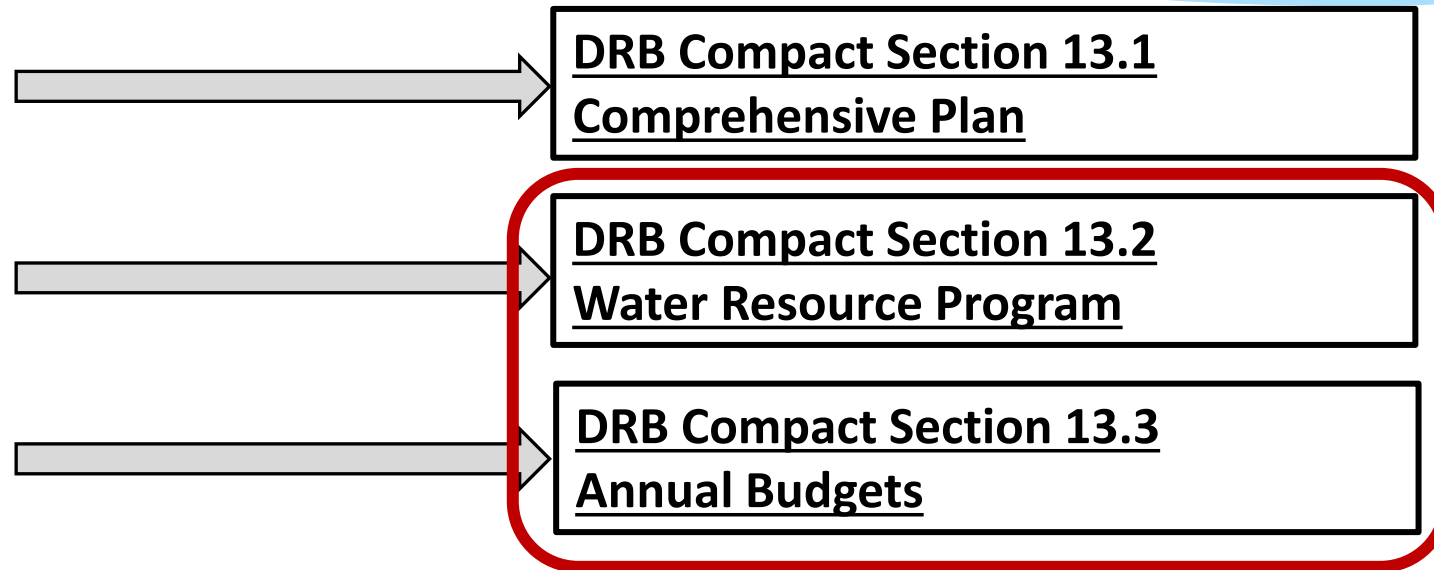 DRB Compact Section 13.1
Comprehensive Plan
DRB Compact Section 13.2
Water Resource Program
DRB Compact Section 13.3
Annual Budgets